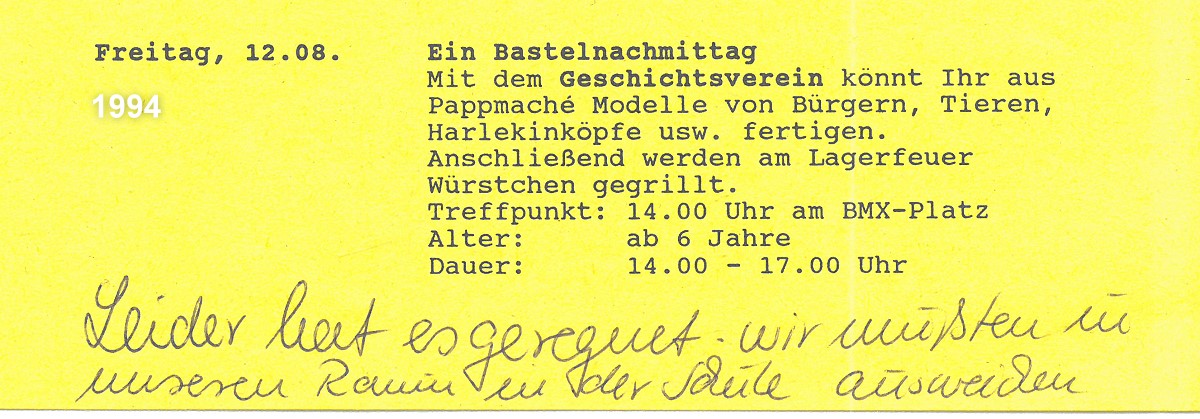 Freitag, 12.08. Ein Bastelnachmittag
Mit dem Geschichtsverein könnt Ihr aus
1994 Pappmaché Modelle von Bürgern, Tieren,
Harlekinköpfe usw. fertigen.
Anschließend werden am Lagerfeuer
Würstchen gegrillt.
Treffpunkt: 14.00 Uhr am BMX-Platz
Alter: ab 6 Jahre
Dauer: 14.00 - 17.00 Uhr
Leider hat es geregnet. wir mußten in
unseren Raum in der Schule ausweichen